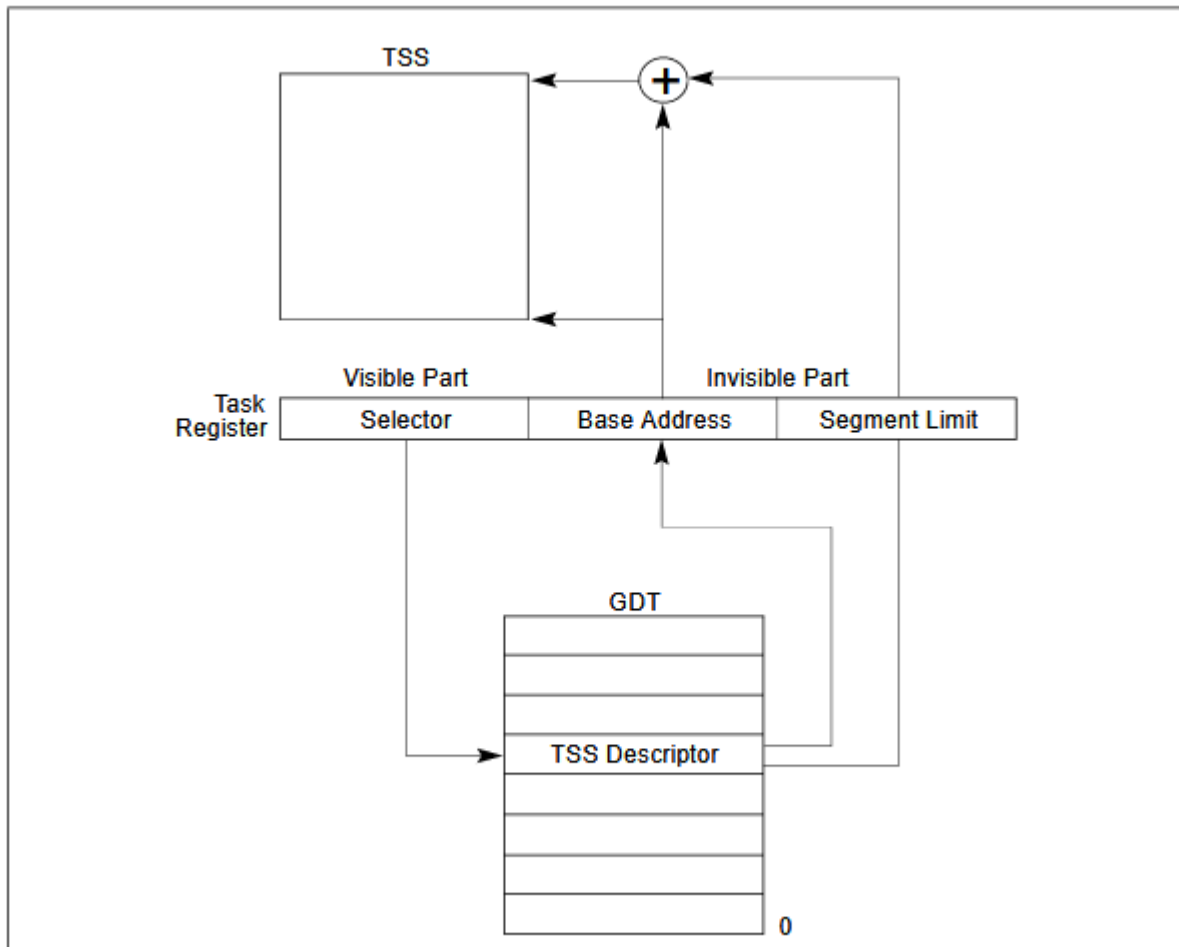 TSS
+
Visible Part
Invisible Part
Task
Register
Selector
Base Address
Segment Limit
GDT
TSS Descriptor
0